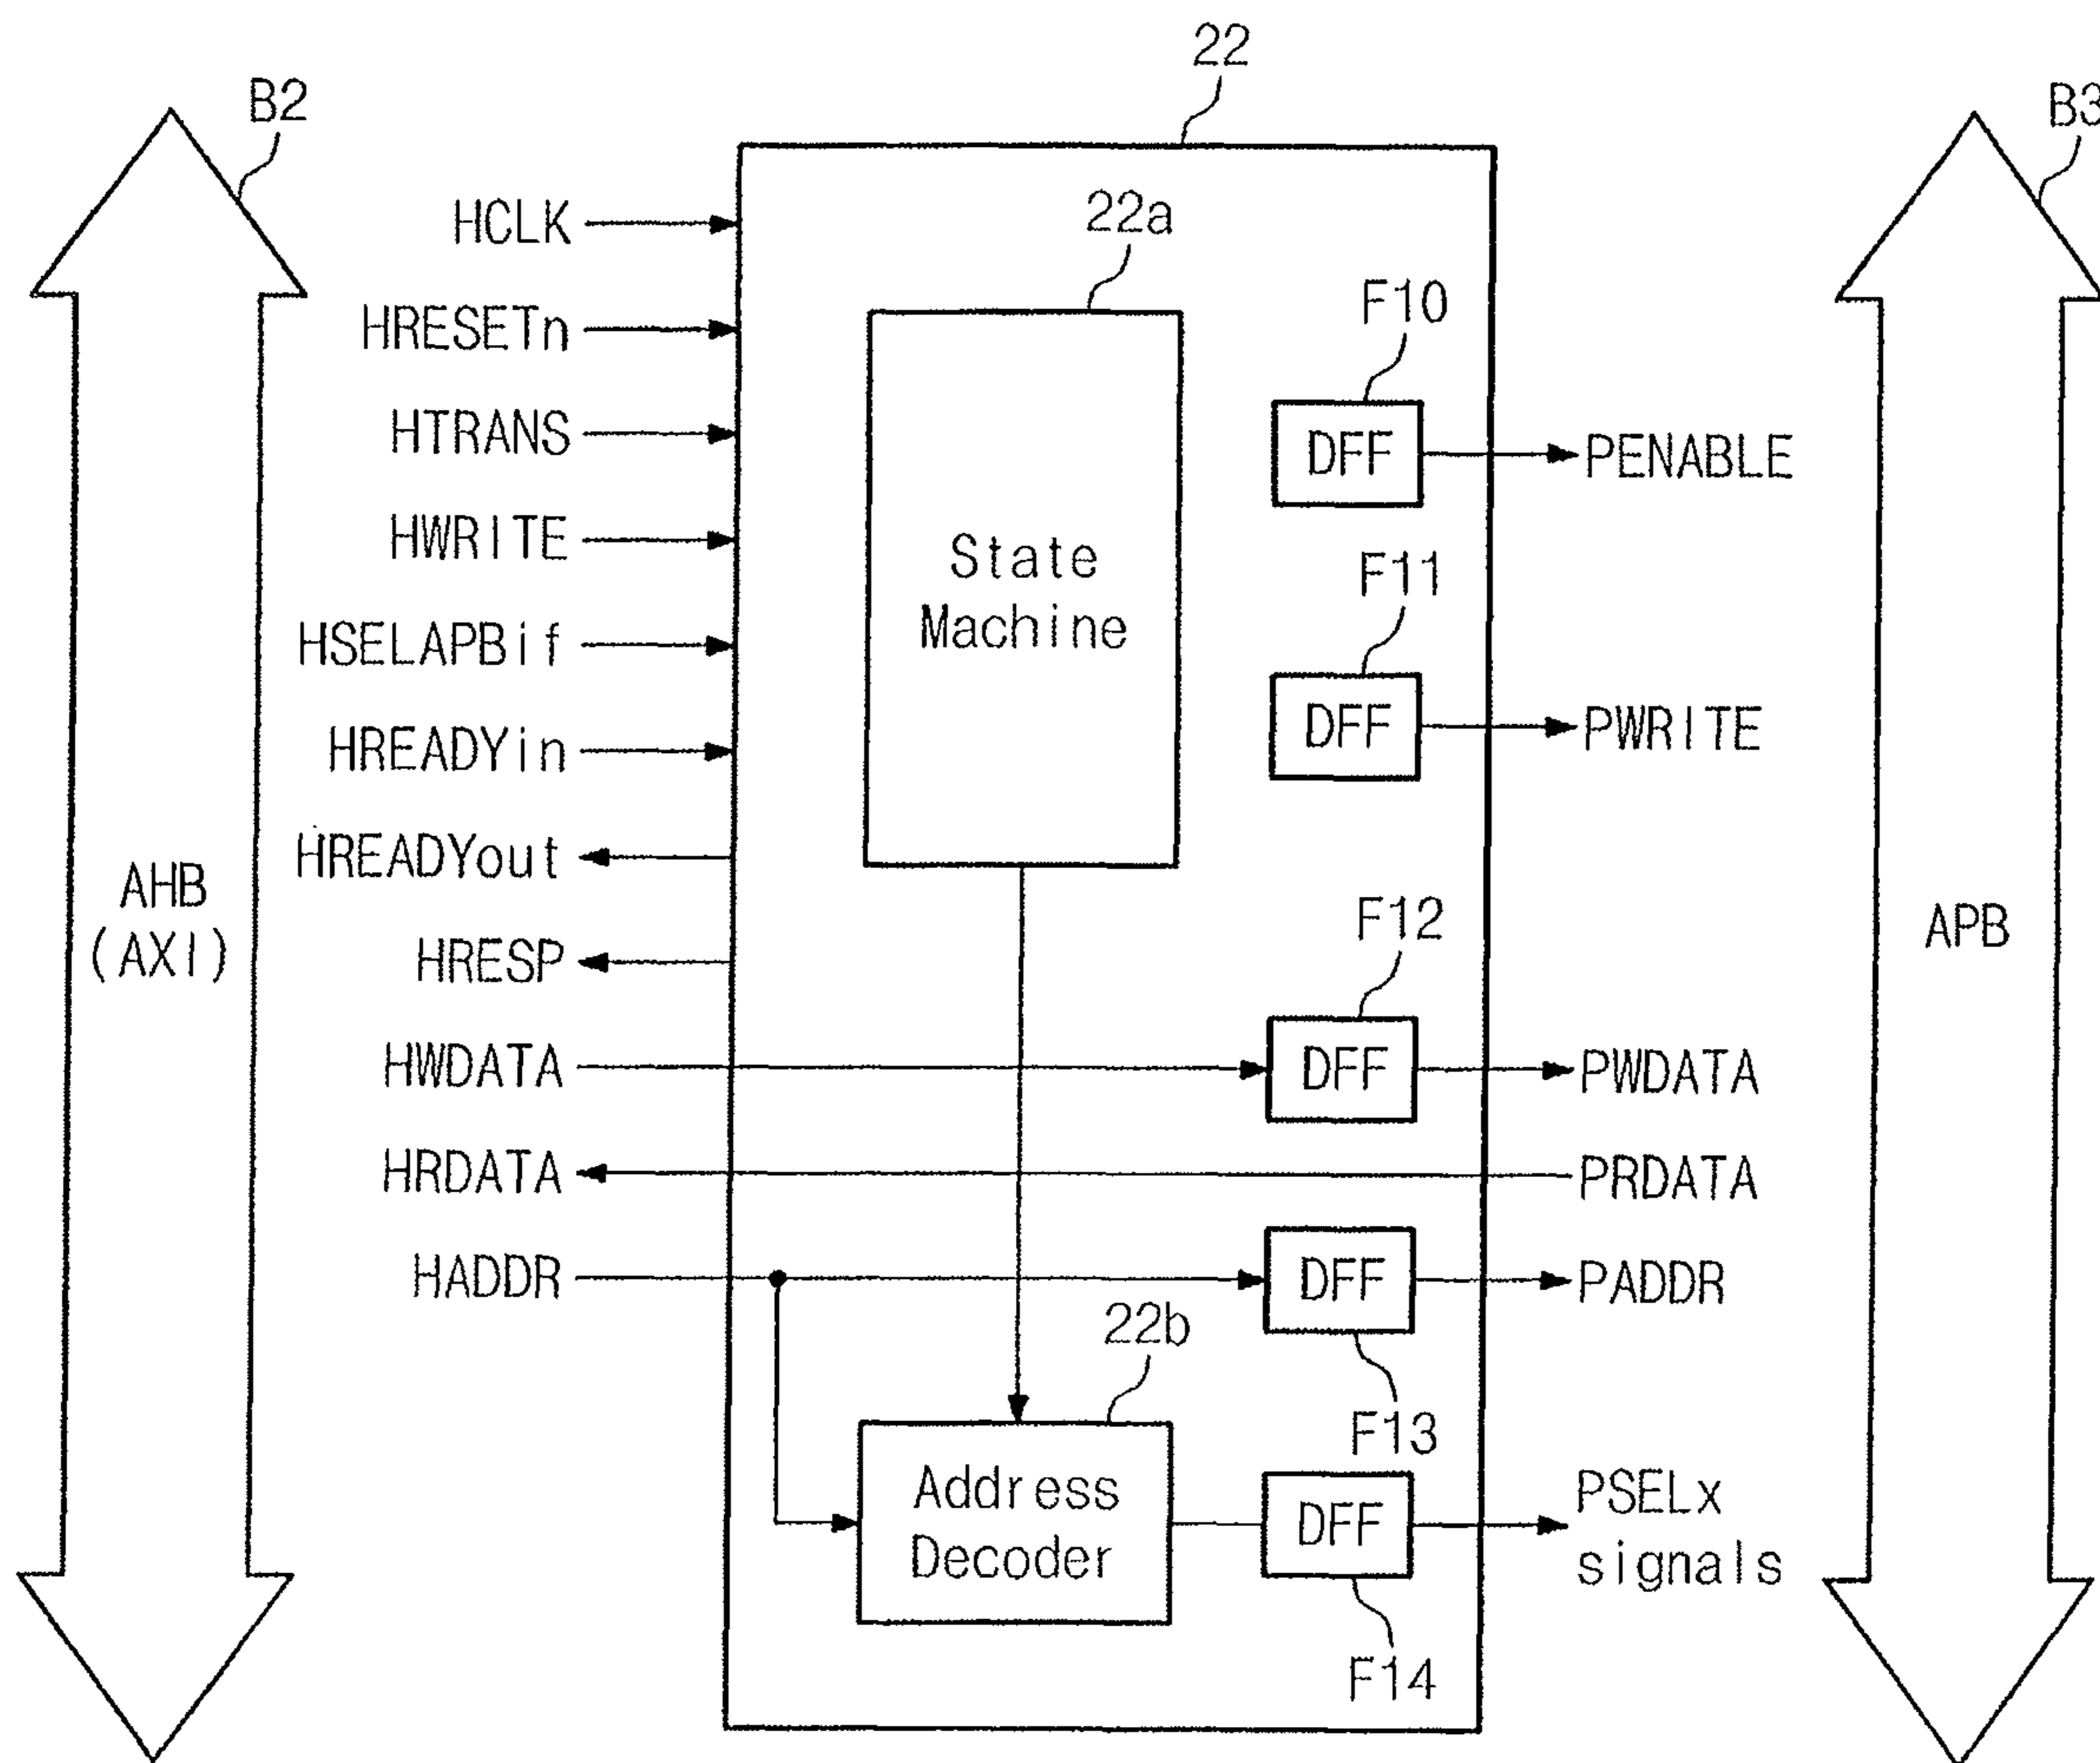 22
B2
B3
HCLK
22a
HRESETn
F10
HTRANS
DFF
PENABLE
HWRITE
State
Machine
F11
HSELAPBif
DFF
PWRITE
HREADYin
HREADYout
AHB
(AXI)
F12
APB
HRESP
HWDATA
DFF
PWDATA
HRDATA
PRDATA
HADDR
DFF
PADDR
22b
F13
Address
Decoder
DFF
PSELx
signals
F14